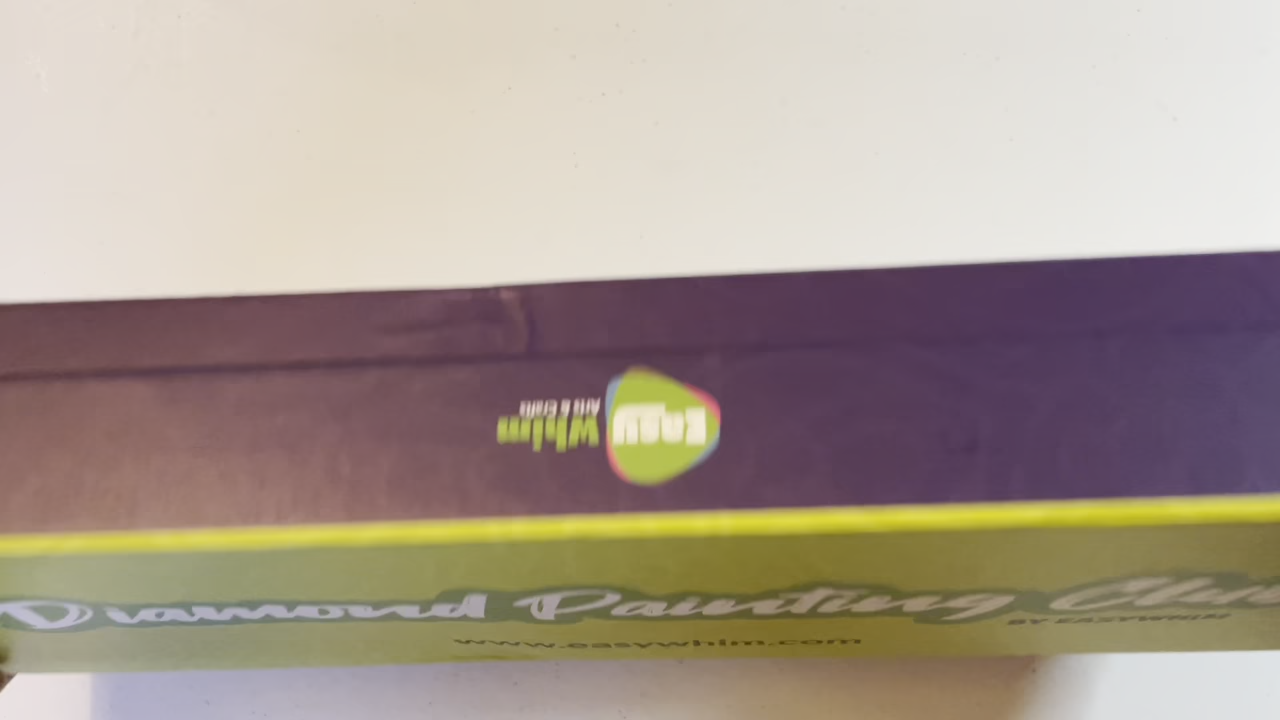 Easy
Whim
Arts & Crafts
Diamond Painting Club
BY EASYWHIM
www.easywhim.com